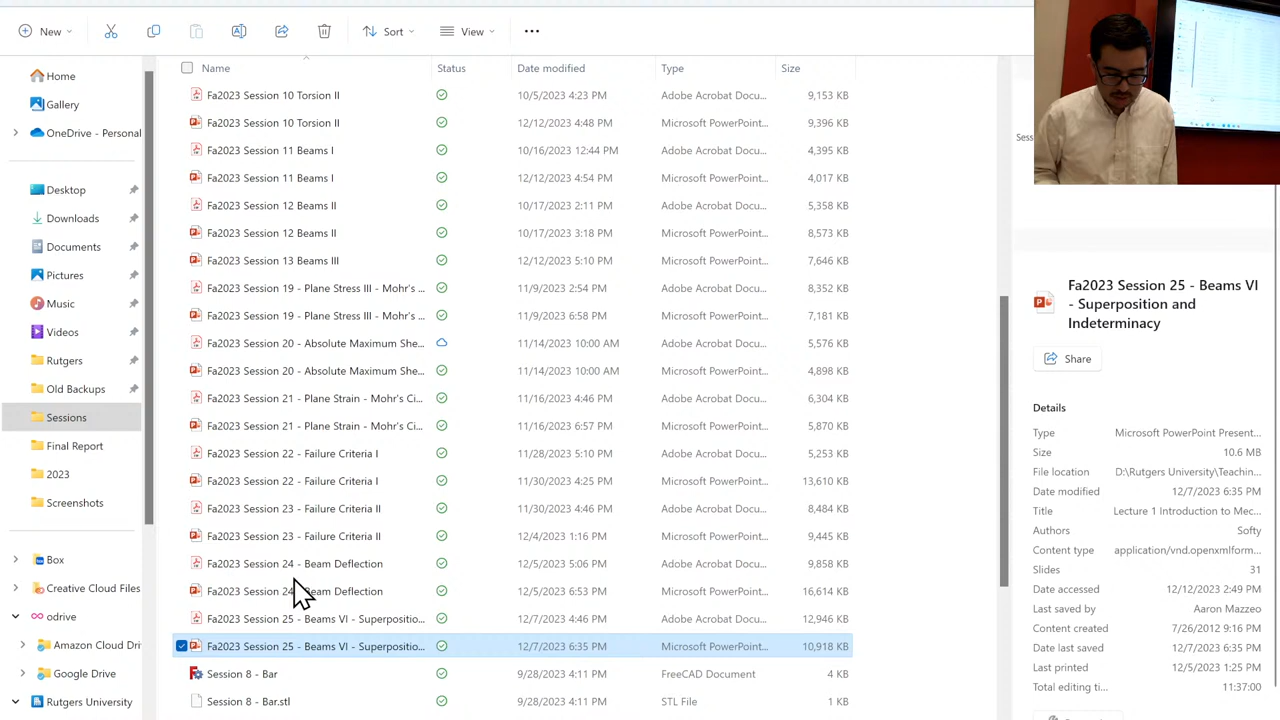 New
Sort
View
Name Status Date modified Type Size
Home
Gallery
OneDrive - Personal
Desktop
Downloads
Documents
Pictures
Music
Videos
Rutgers
Old Backups
Sessions
Final Report
2023
Screenshots
Box
Creative Cloud Files
odrive
Amazon Cloud Dri
Google Drive
Rutgers University
Fa2023 Session 10 Torsion II 10/5/2023 4:23 PM Adobe Acrobat Docu... 9,153 KB
Fa2023 Session 10 Torsion II 12/12/2023 4:48 PM Microsoft PowerPoint... 9,396 KB
Fa2023 Session 11 Beams I 10/16/2023 12:44 PM Adobe Acrobat Docu... 4,395 KB
Fa2023 Session 11 Beams I 12/12/2023 4:54 PM Microsoft PowerPoint... 4,017 KB
Fa2023 Session 12 Beams II 10/17/2023 2:11 PM Adobe Acrobat Docu... 5,358 KB
Fa2023 Session 12 Beams II 10/17/2023 3:18 PM Microsoft PowerPoint... 8,573 KB
Fa2023 Session 13 Beams III 12/12/2023 5:10 PM Microsoft PowerPoint... 7,646 KB
Fa2023 Session 19 - Plane Stress III - Mohr's ... 11/9/2023 2:54 PM Adobe Acrobat Docu... 8,352 KB
Fa2023 Session 19 - Plane Stress III - Mohr's ... 11/9/2023 6:58 PM Microsoft PowerPoint... 7,181 KB
Fa2023 Session 20 - Absolute Maximum She... 11/14/2023 10:00 AM Adobe Acrobat Docu... 5,576 KB
Fa2023 Session 20 - Absolute Maximum She... 11/14/2023 10:00 AM Microsoft PowerPoint... 4,898 KB
Fa2023 Session 21 - Plane Strain - Mohr's Ci... 11/16/2023 4:46 PM Adobe Acrobat Docu... 6,304 KB
Fa2023 Session 21 - Plane Strain - Mohr's Ci... 11/16/2023 6:57 PM Microsoft PowerPoint... 5,870 KB
Fa2023 Session 22 - Failure Criteria I 11/28/2023 5:10 PM Adobe Acrobat Docu... 5,253 KB
Fa2023 Session 22 - Failure Criteria I 11/30/2023 4:25 PM Microsoft PowerPoint... 13,610 KB
Fa2023 Session 23 - Failure Criteria II 11/30/2023 4:46 PM Adobe Acrobat Docu... 8,484 KB
Fa2023 Session 23 - Failure Criteria II 12/4/2023 1:16 PM Microsoft PowerPoint... 9,445 KB
Fa2023 Session 24 - Beam Deflection 12/5/2023 5:06 PM Adobe Acrobat Docu... 9,858 KB
Fa2023 Session 24 Beam Deflection 12/5/2023 6:53 PM Microsoft PowerPoint... 16,614 KB
Fa2023 Session 25 - Beams VI - Superpositio... 12/7/2023 4:46 PM Adobe Acrobat Docu... 12,946 KB
Fa2023 Session 25 - Beams VI - Superpositio... 12/7/2023 6:35 PM Microsoft PowerPoint... 10,918 KB
Session 8 - Bar 9/28/2023 4:11 PM FreeCAD Document 4 KB
Session 8 - Bar.stl 9/28/2023 4:11 PM STL File 1 KB
Fa2023 Session 25 - Beams VI
- Superposition and
Indeterminacy
Share
Details
Type Microsoft PowerPoint Present...
Size 10.6 MB
File location D:\Rutgers University\Teachin...
Date modified 12/7/2023 6:35 PM
Title Lecture 1 Introduction to Mec...
Authors Softy
Content type application/vnd.openxmlform...
Slides 31
Date accessed 12/12/2023 2:49 PM
Last saved by Aaron Mazzeo
Content created 7/26/2012 9:16 PM
Date last saved 12/7/2023 6:35 PM
Last printed 12/5/2023 1:25 PM
Total editing ti... 11:37:00